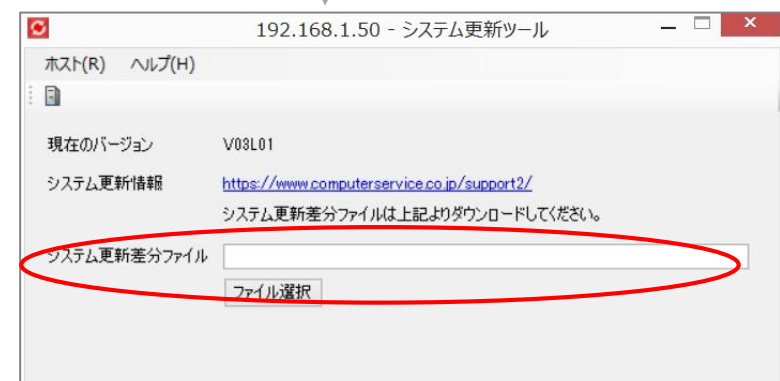 192.168.1.50 - システム更新ツール
ホスト(R) ヘルプ(H)
現在のバージョン V03L01
システム更新情報 https://www.computerservice.co.jp/support2/
システム更新差分ファイルは上記よりダウンロードしてください。
システム更新差分ファイル
ファイル選択